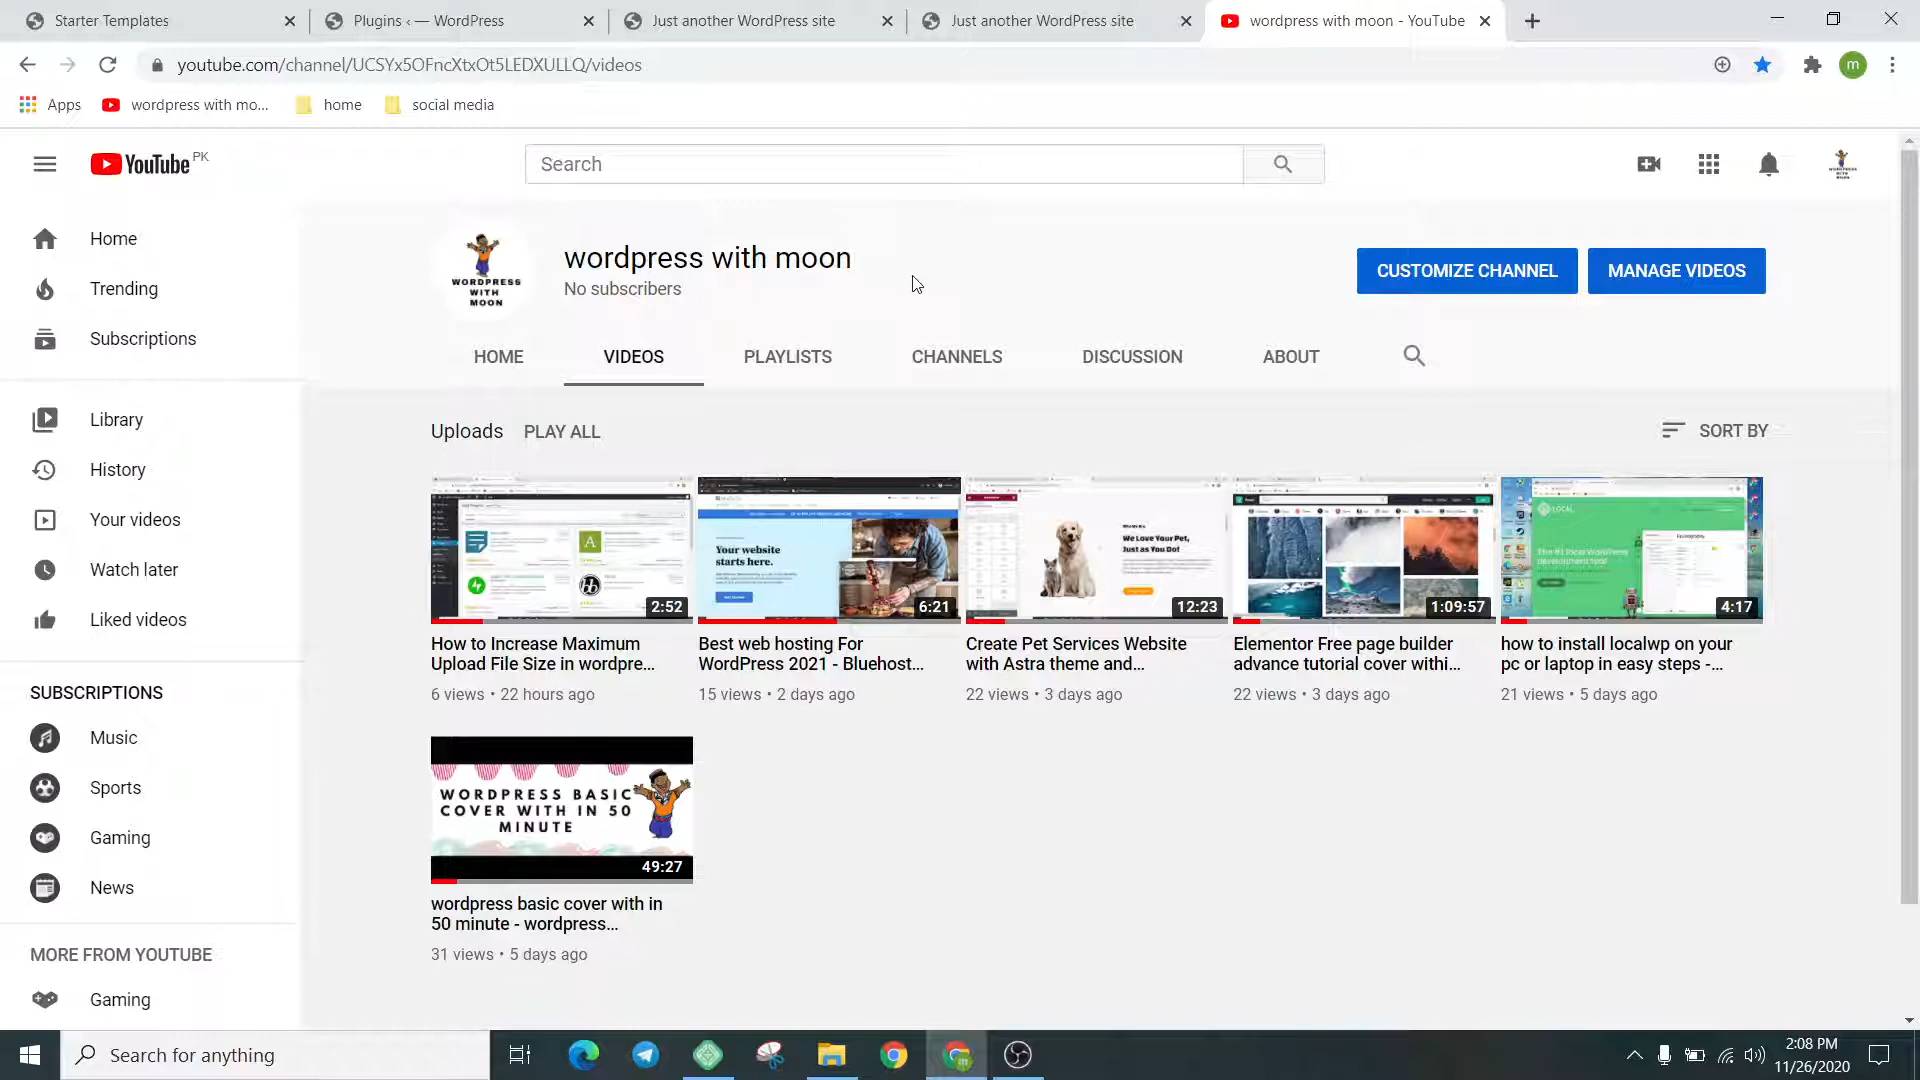 Starter Templates
Plugins ‹ — WordPress
Just another WordPress site
Just another WordPress site
wordpress with moon - YouTube
youtube.com/channel/UCSYx5OFncXtxOt5LEDXULLQ/videos
m
Apps
wordpress with mo...
home
social media
YouTube PK
Search
WORDPRESS
WITH
MOON
wordpress with moon
No subscribers
CUSTOMIZE CHANNEL
MANAGE VIDEOS
HOME
VIDEOS
PLAYLISTS
CHANNELS
DISCUSSION
ABOUT
Home
Trending
Subscriptions
Library
History
Your videos
Watch later
Liked videos
SUBSCRIPTIONS
Music
Sports
Gaming
News
MORE FROM YOUTUBE
Gaming
Uploads
PLAY ALL
SORT BY
2:52
How to Increase Maximum
Upload File Size in wordpre...
6 views • 22 hours ago
Your website
starts here.
6:21
Best web hosting For
WordPress 2021 - Bluehost...
15 views • 2 days ago
We Love Your Pet,
Just as You Do!
12:23
Create Pet Services Website
with Astra theme and...
22 views • 3 days ago
1:09:57
Elementor Free page builder
advance tutorial cover withi...
22 views • 3 days ago
LOCAL
The #1 local WordPress
development tool
4:17
how to install localwp on your
pc or laptop in easy steps -...
21 views • 5 days ago
WORDPRESS BASIC
COVER WITH IN 50
MINUTE
49:27
wordpress basic cover with in
50 minute - wordpress...
31 views • 5 days ago
Search for anything
2:08 PM
11/26/2020